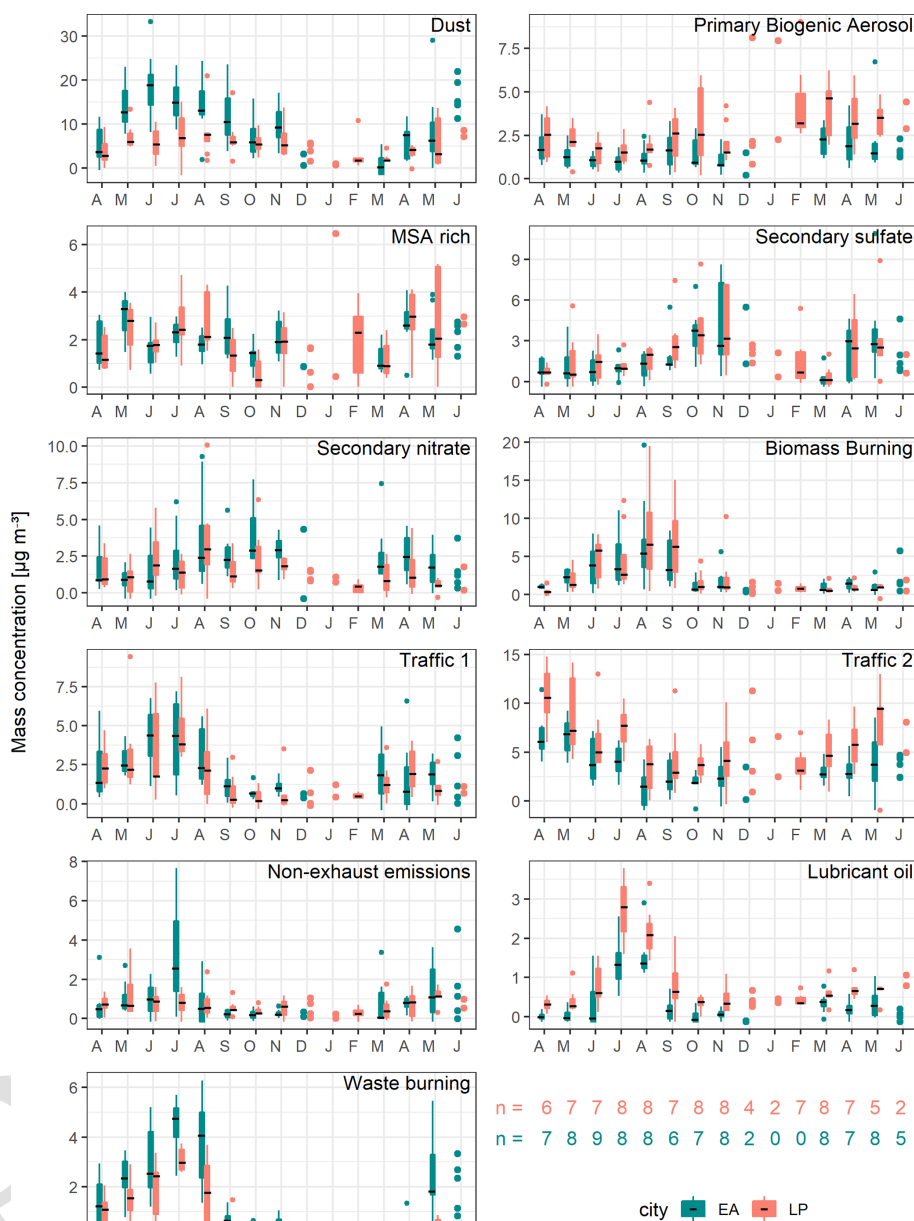 Dust
Primary Biogenic Aerosol
30
20
10
0
7.5
5.0
2.5
0.0
A M J J A S O N D J F M A M J
A M J J A S O N D J F M A M J
MSA rich
Secondary sulfate
6
4
2
0
9
6
3
0
A M J J A S O N D J F M A M J
A M J J A S O N D J F M A M J
Secondary nitrate
Biomass Burning
10.0
7.5
5.0
2.5
0.0
20
15
10
5
0
A M J J A S O N D J F M A M J
A M J J A S O N D J F M A M J
Mass concentration [µg m⁻³]
Traffic 1
Traffic 2
7.5
5.0
2.5
0.0
15
10
5
0
A M J J A S O N D J F M A M J
A M J J A S O N D J F M A M J
Non-exhaust emissions
Lubricant oil
8
6
4
2
0
3
2
1
0
A M J J A S O N D J F M A M J
A M J J A S O N D J F M A M J
Waste burning
6
4
2
n = 6 7 7 8 8 7 8 8 4 2 7 8 7 5 2
n = 7 8 9 8 8 6 7 8 2 0 0 8 7 8 5
city EA LP